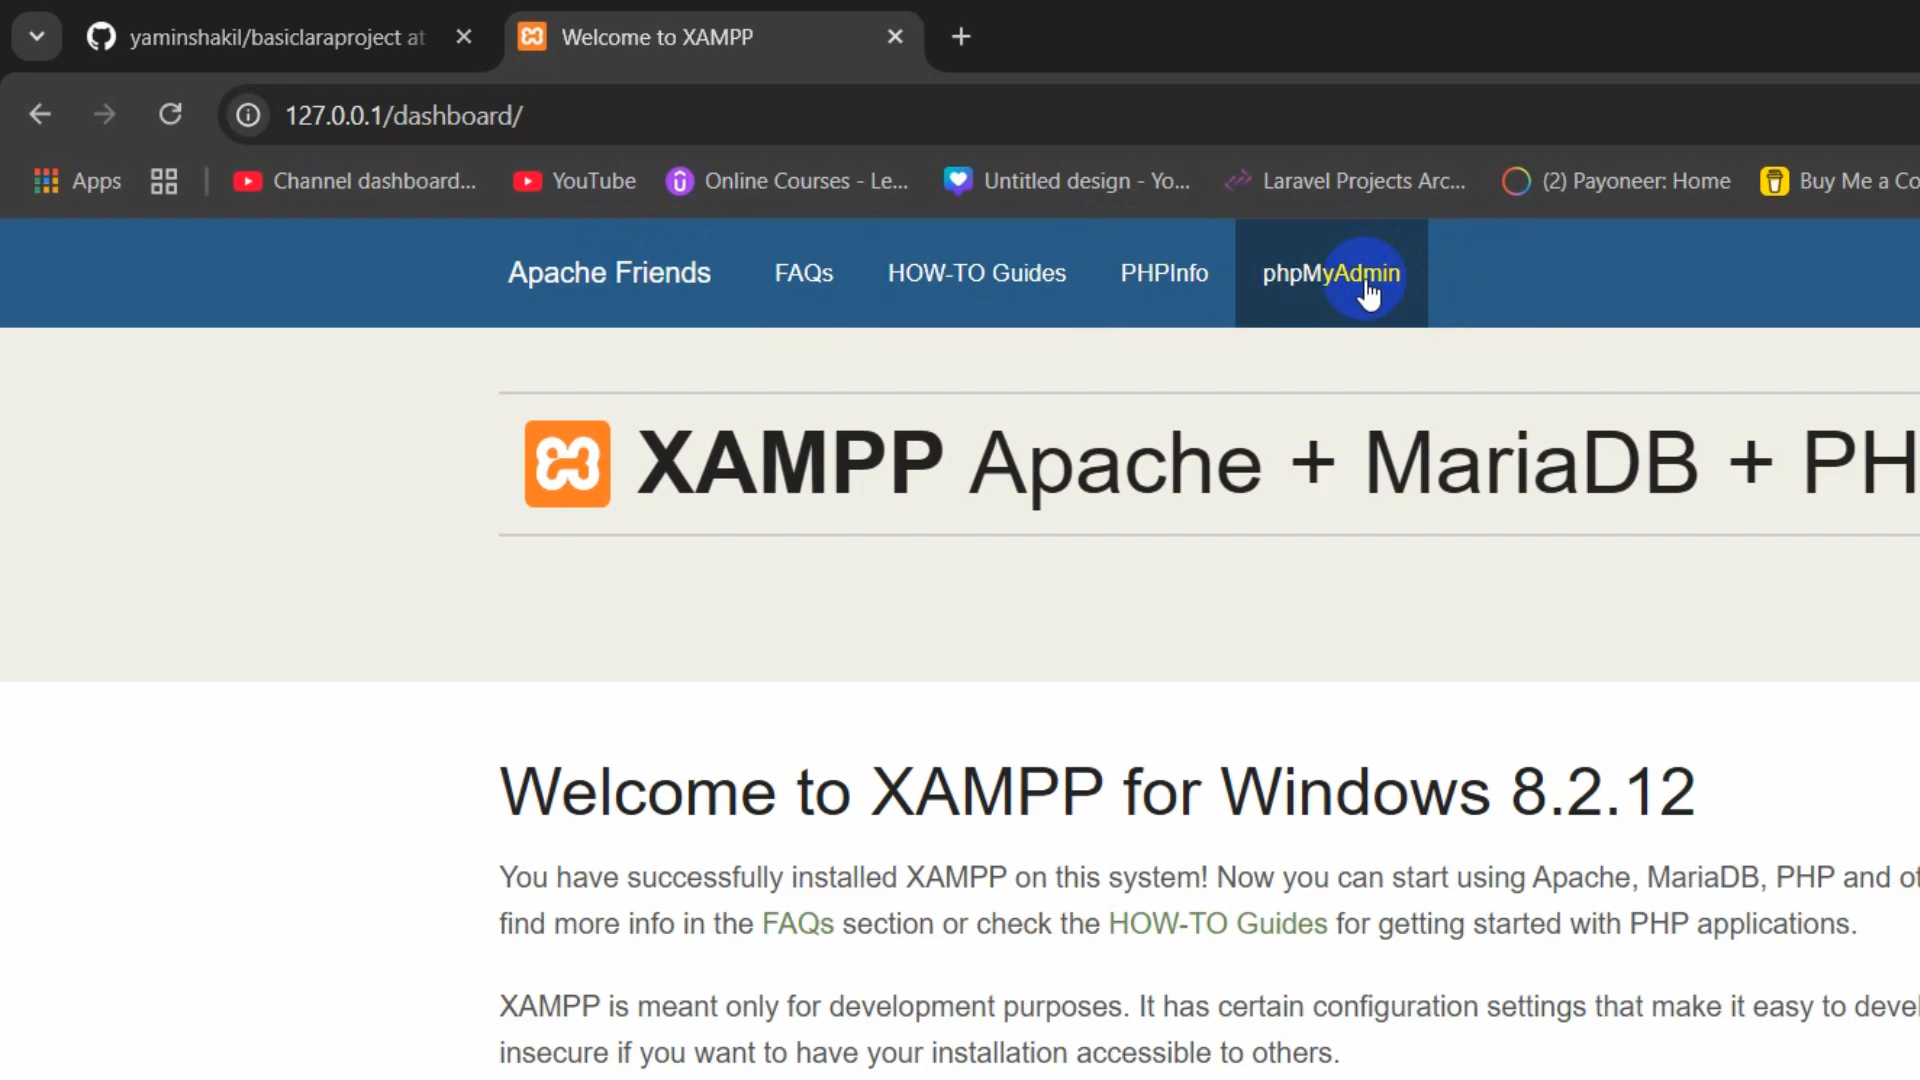 yaminshakil/basiclaraproject at
Welcome to XAMPP
127.0.0.1/dashboard/
Apps
Channel dashboard...
YouTube
Online Courses - Le...
Untitled design - Yo...
Laravel Projects Arc...
(2) Payoneer: Home
Buy Me a Co
Apache Friends
FAQs
HOW-TO Guides
PHPInfo
phpMyAdmin
XAMPP Apache + MariaDB + PH
Welcome to XAMPP for Windows 8.2.12
You have successfully installed XAMPP on this system! Now you can start using Apache, MariaDB, PHP and ot
find more info in the FAQs section or check the HOW-TO Guides for getting started with PHP applications.
XAMPP is meant only for development purposes. It has certain configuration settings that make it easy to deve
insecure if you want to have your installation accessible to others.